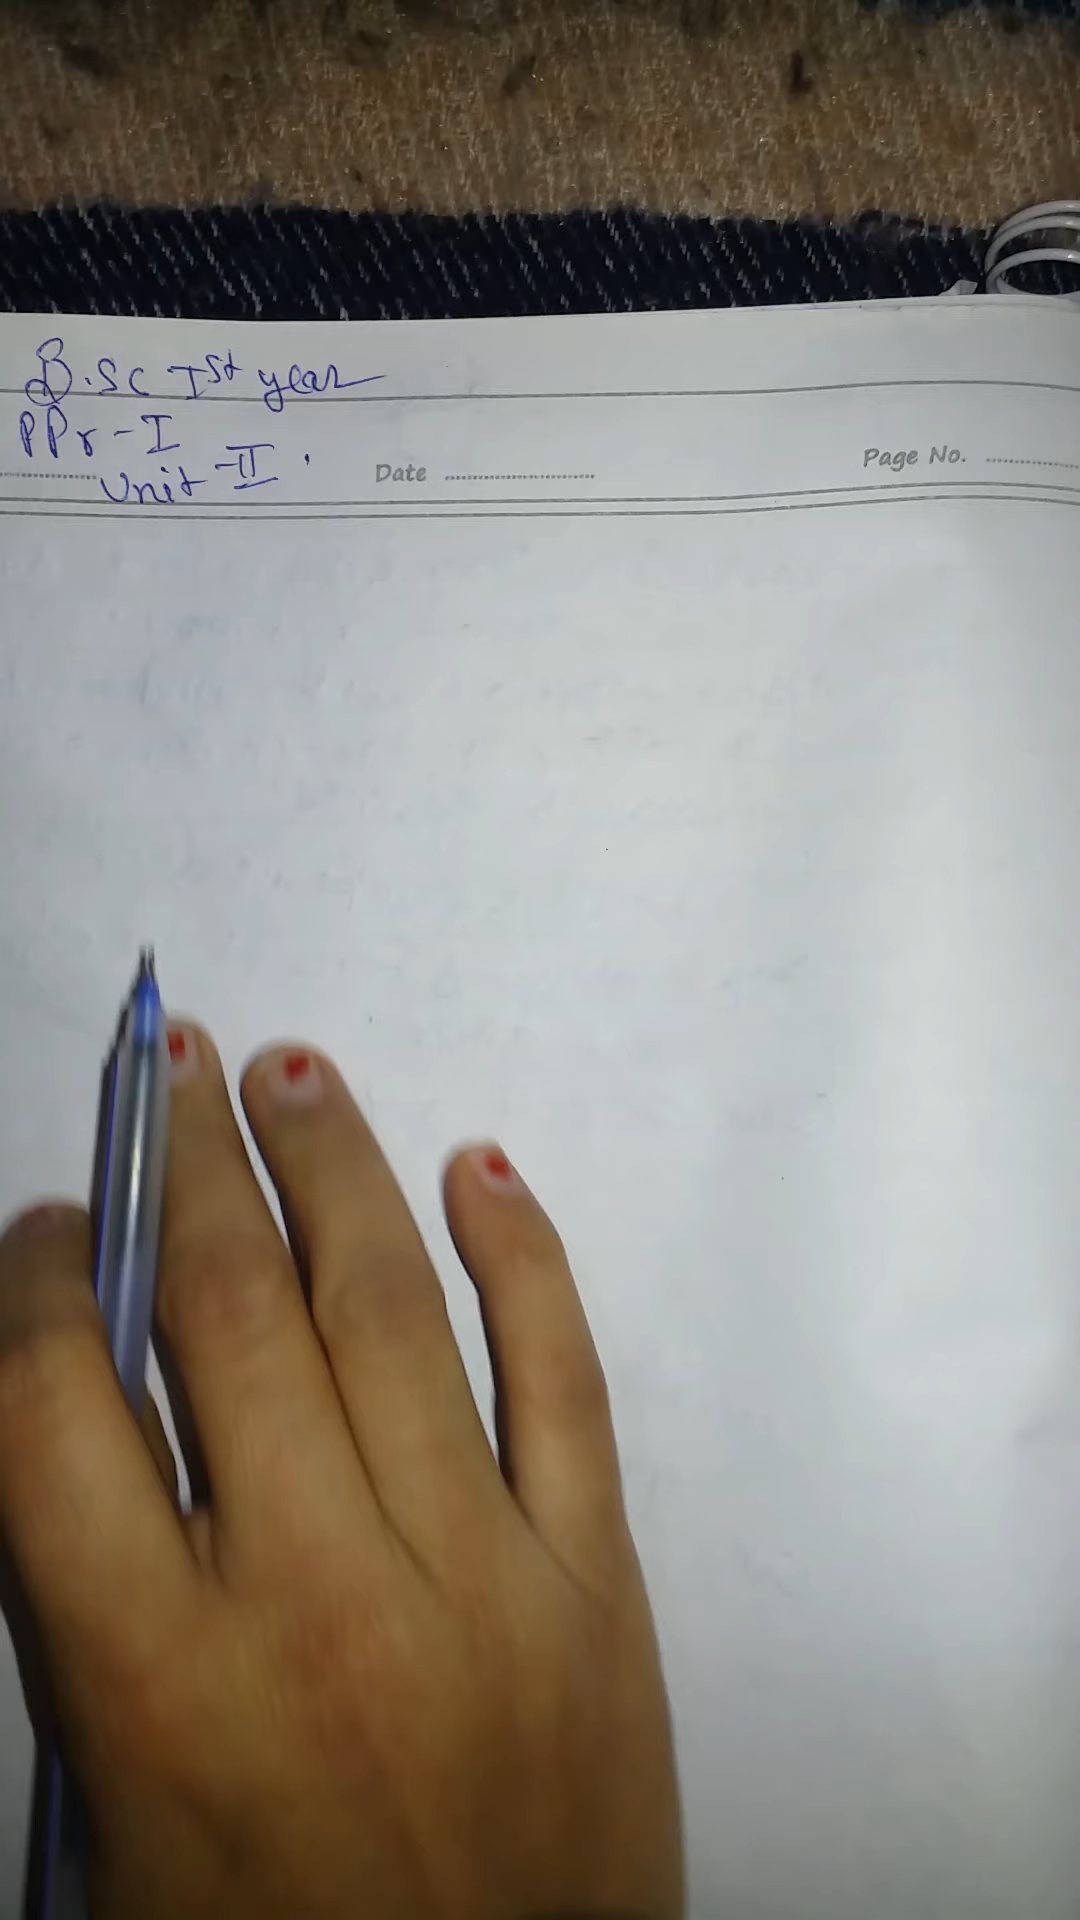 B.SC Ist year
PPr-I
Unit-II.
Date
Page No.